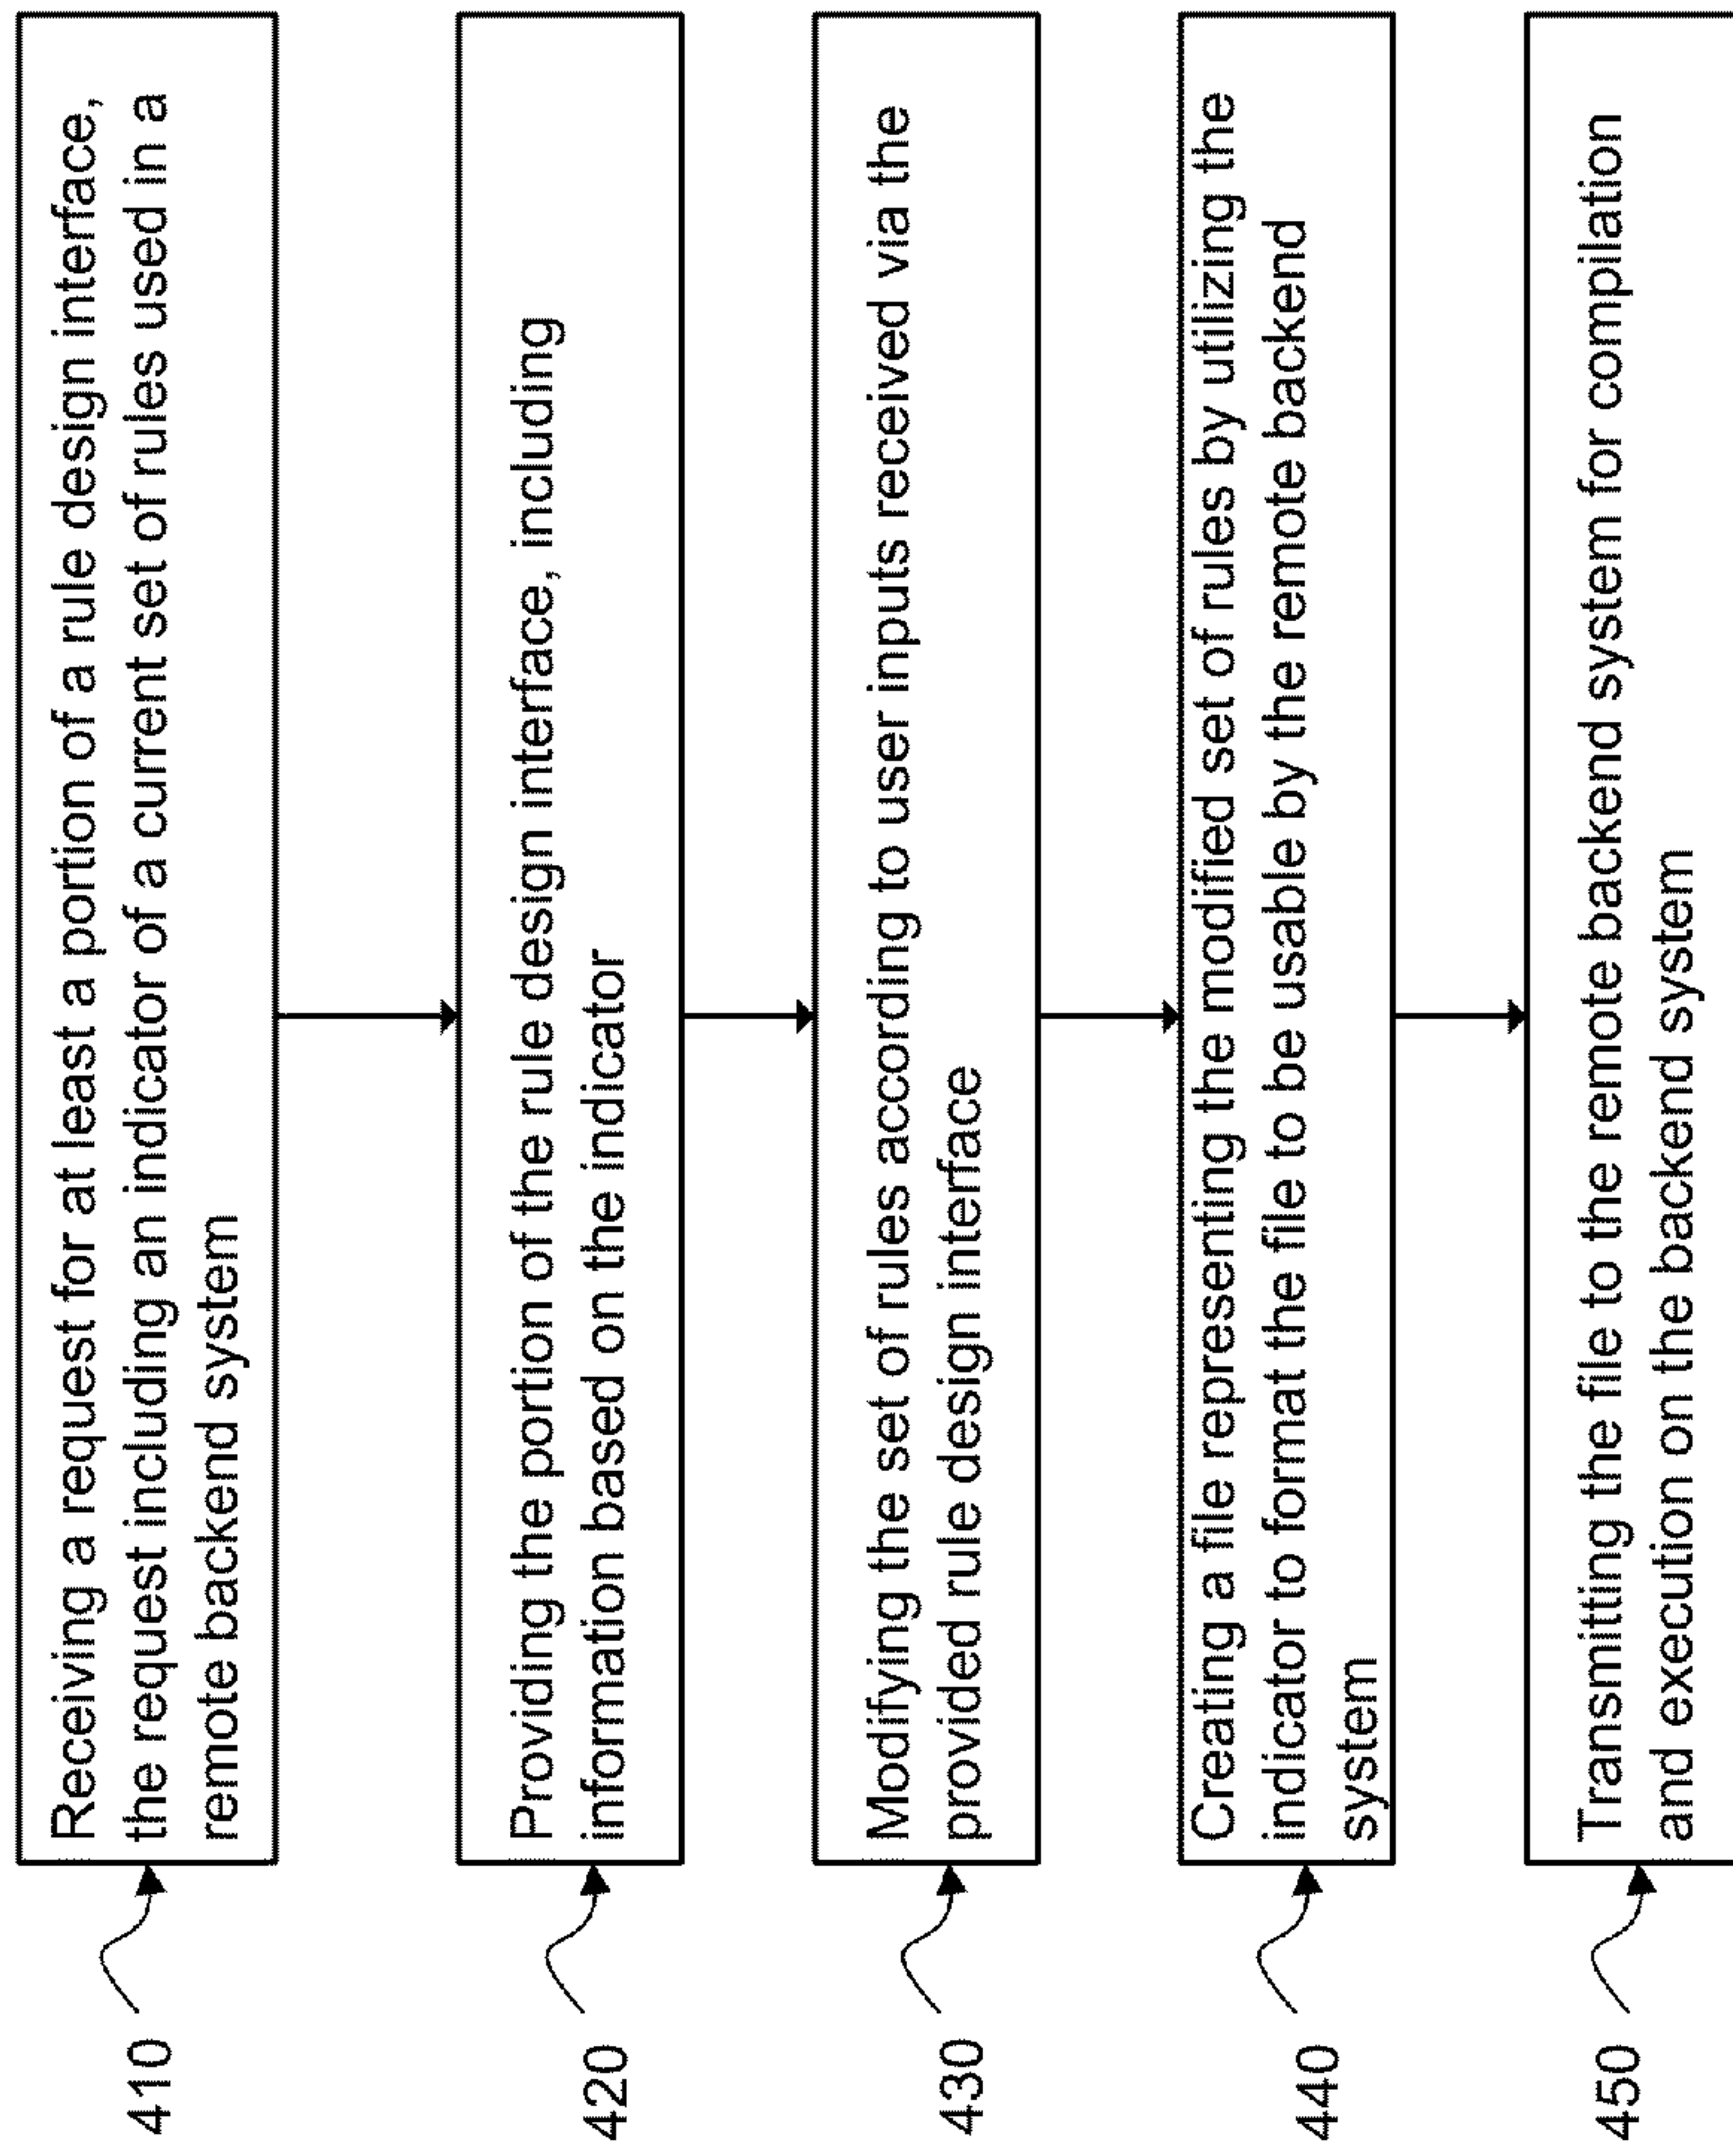 410
Receiving a request for at least a portion of a rule design interface,
the request including an indicator of a current set of rules used in a
remote backend system
420
Providing the portion of the rule design interface, including
information based on the indicator
430
Modifying the set of rules according to user inputs received via the
provided rule design interface
440
Creating a file representing the modified set of rules by utilizing the
indicator to format the file to be usable by the remote backend
system
450
Transmitting the file to the remote backend system for compilation
and execution on the backend system